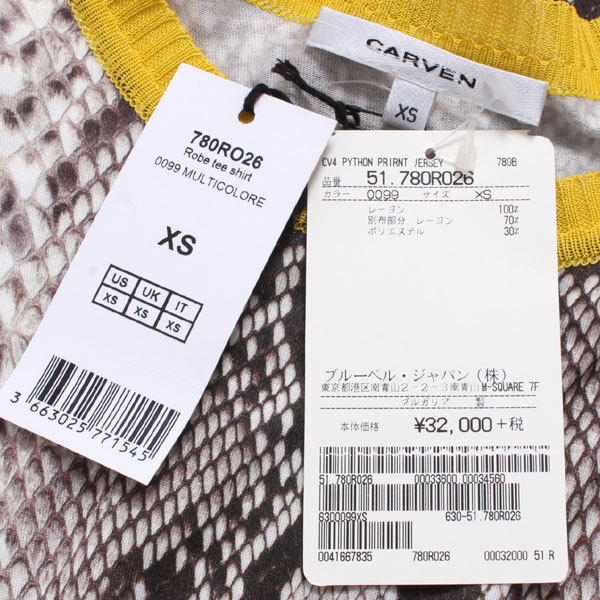 CARVEN
XS
780RO26
Robe tee shirt
0099 MULTICOLORE
XS
US UK IT
XS XS XS
3 663025 771545
CV4 PYTHON PRIRNT JERSEY 780B
品番 51.780R026
カラー 0099 サイズ XS
レーヨン 100%
別布部分 レーヨン 70%
ポリエステル 30%
ブルーベル・ジャパン(株)
東京都港区南青山2-2-3南青山M-SQUARE 7F
ブルガリア 製
本体価格 ¥32,000 +税
51.780R026 00033600 00034560
6300099XS 630-51.780R026
0041667835 780R026 00032000 51 R